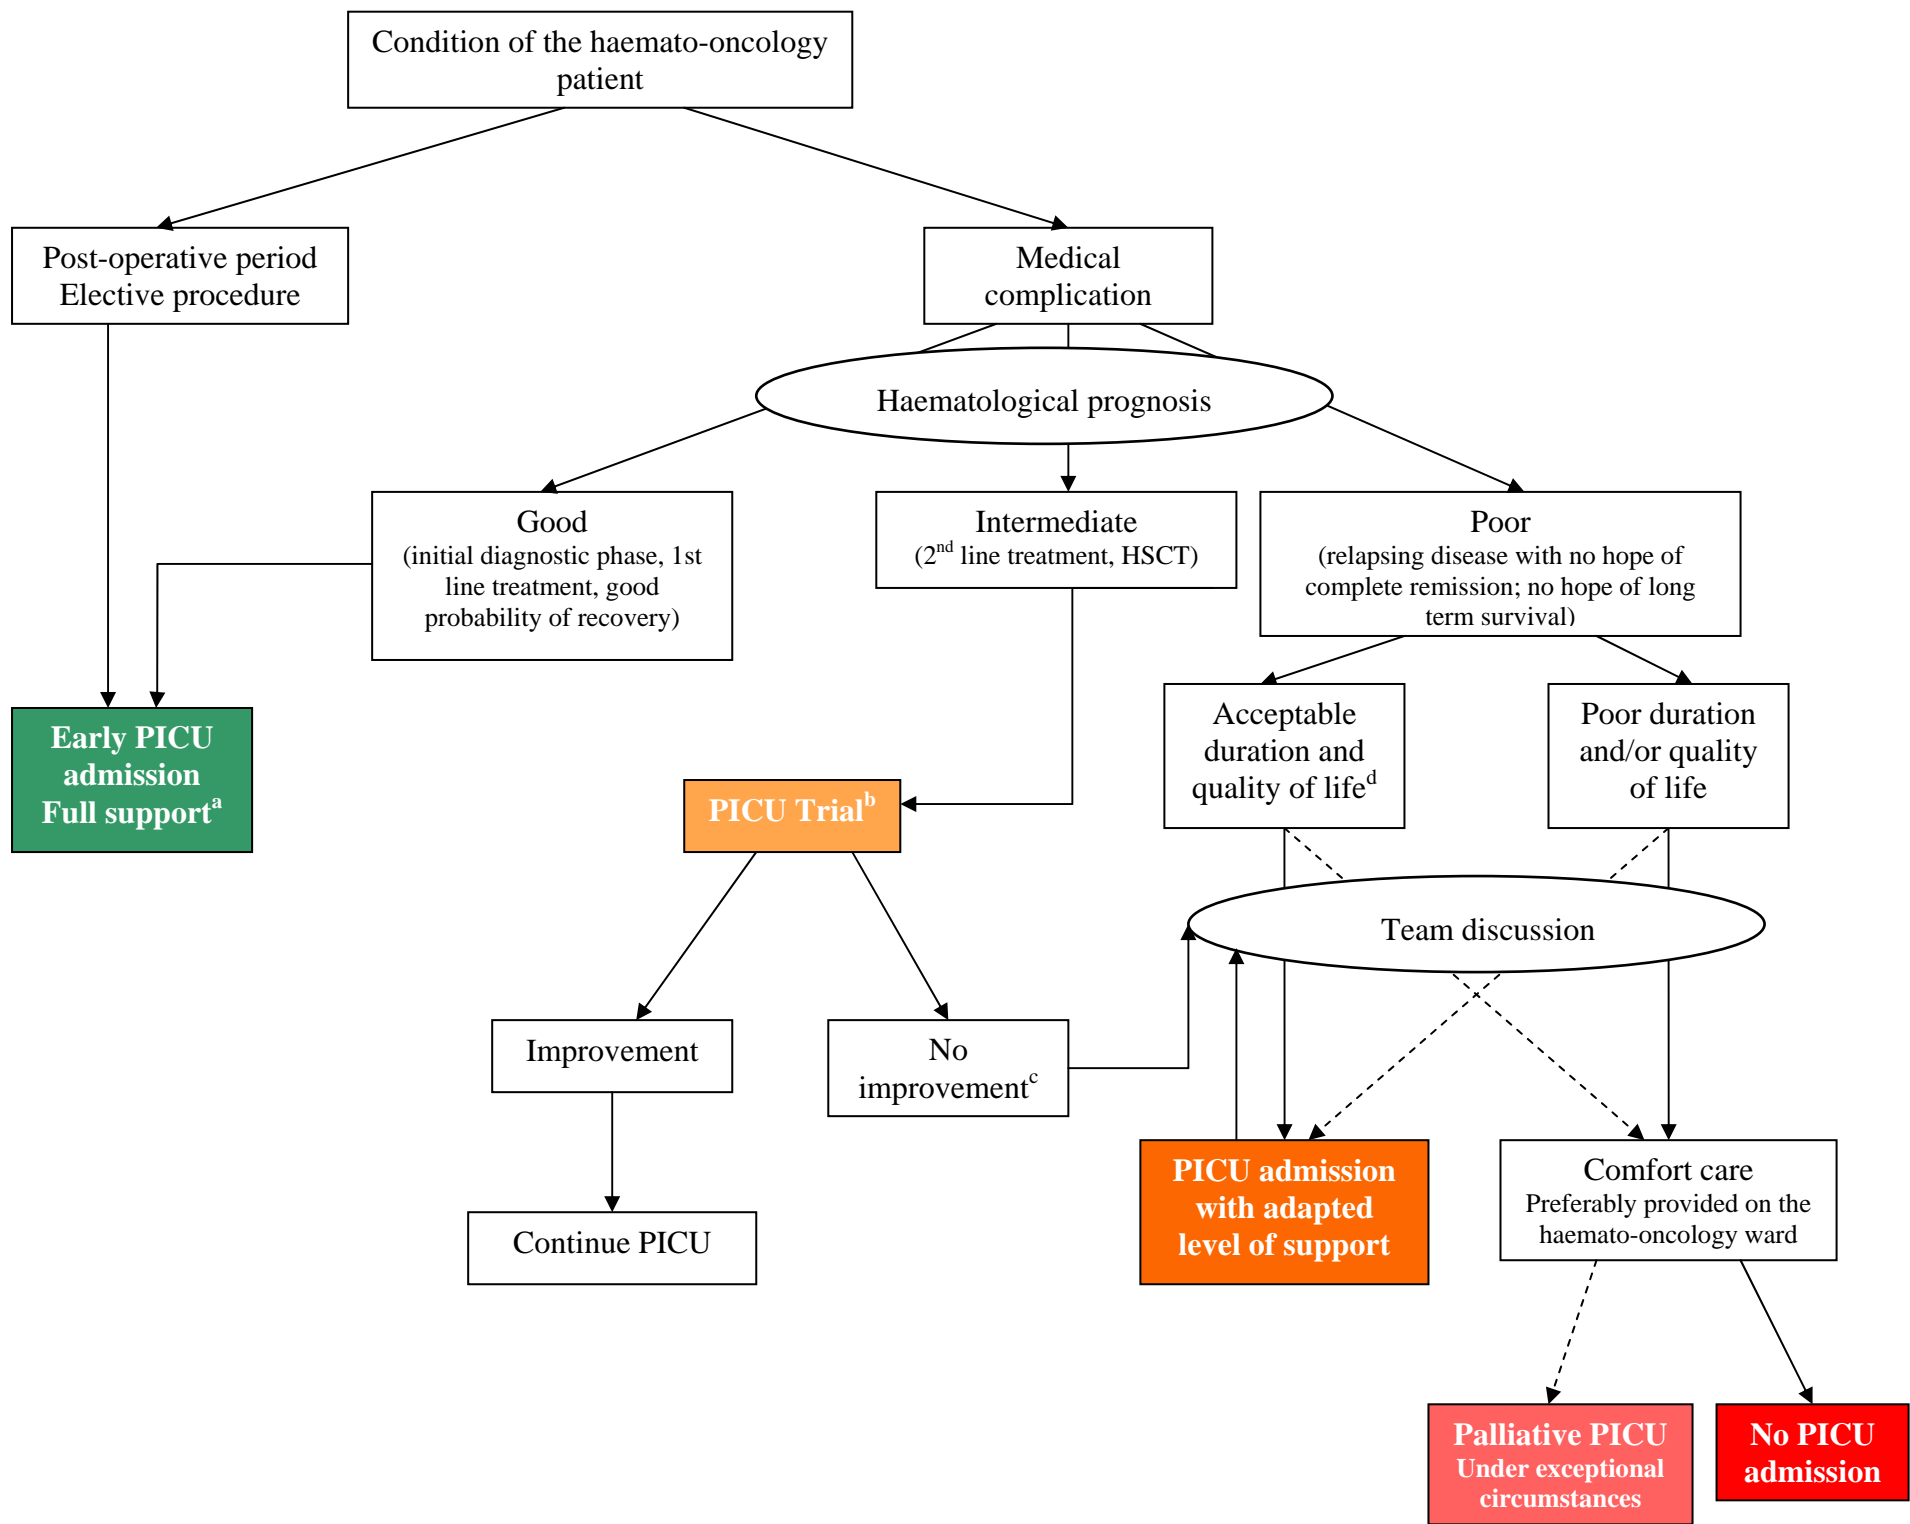 Condition of the haemato-oncology
patient
Post-operative period
Elective procedure
Medical
complication
Haematological prognosis
Good
(initial diagnostic phase, 1st
line treatment, good
probability of recovery)
Intermediate
(2nd line treatment, HSCT)
Poor
(relapsing disease with no hope of
complete remission; no hope of long
term survival)
Acceptable
duration and
quality of lifed
Poor duration
and/or quality
of life
Early PICU
admission
Full supporta
PICU Trialb
Team discussion
Improvement
No
improvementc
Continue PICU
PICU admission
with adapted
level of support
Comfort care
Preferably provided on the
haemato-oncology ward
Palliative PICU
Under exceptional
circumstances
No PICU
admission